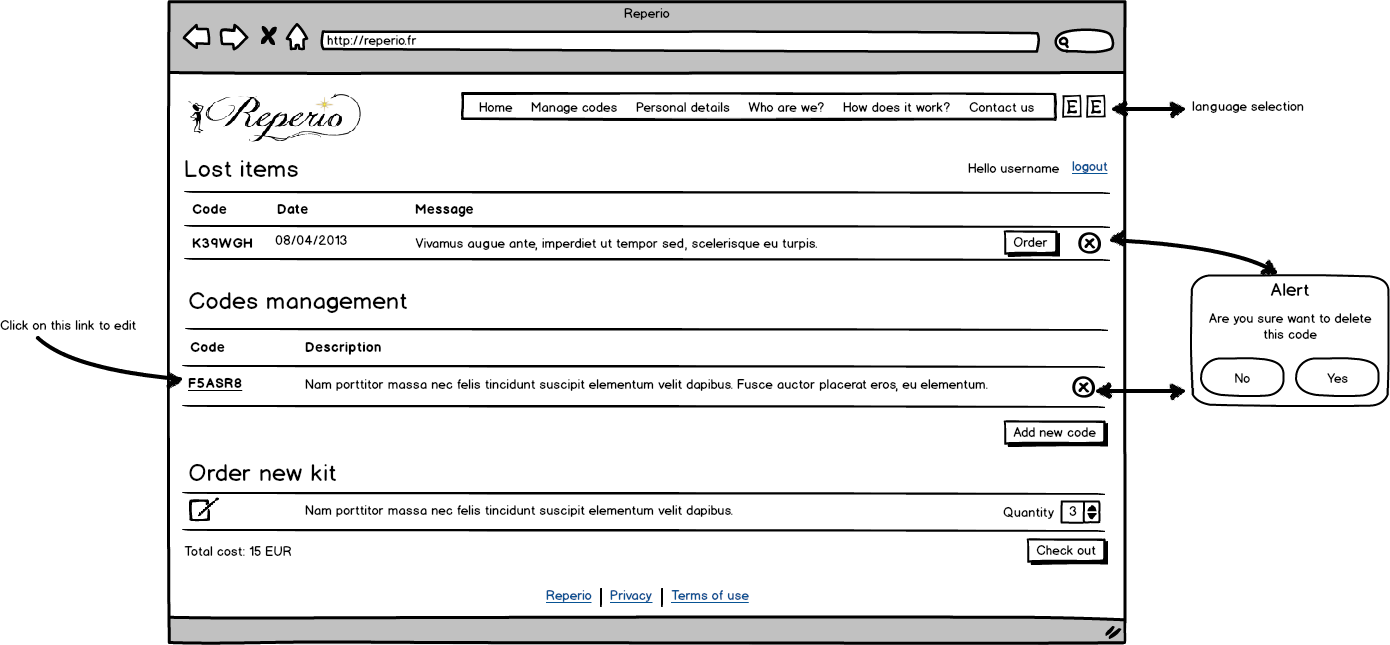 Reperio
http://reperio.fr
Reperio
Home Manage codes Personal details Who are we? How does it work? Contact us E E
language selection
Lost items
Hello username logout
Code Date Message
K39WGH 08/04/2013 Vivamus augue ante, imperdiet ut tempor sed, scelerisque eu turpis. Order
Alert
Are you sure want to delete
this code
No Yes
Codes management
Click on this link to edit
Code Description
F5ASR8 Nam porttitor massa nec felis tincidunt suscipit elementum velit dapibus. Fusce auctor placerat eros, eu elementum.
Add new code
Order new kit
Nam porttitor massa nec felis tincidunt suscipit elementum velit dapibus. Quantity 3
Total cost: 15 EUR Check out
Reperio Privacy Terms of use